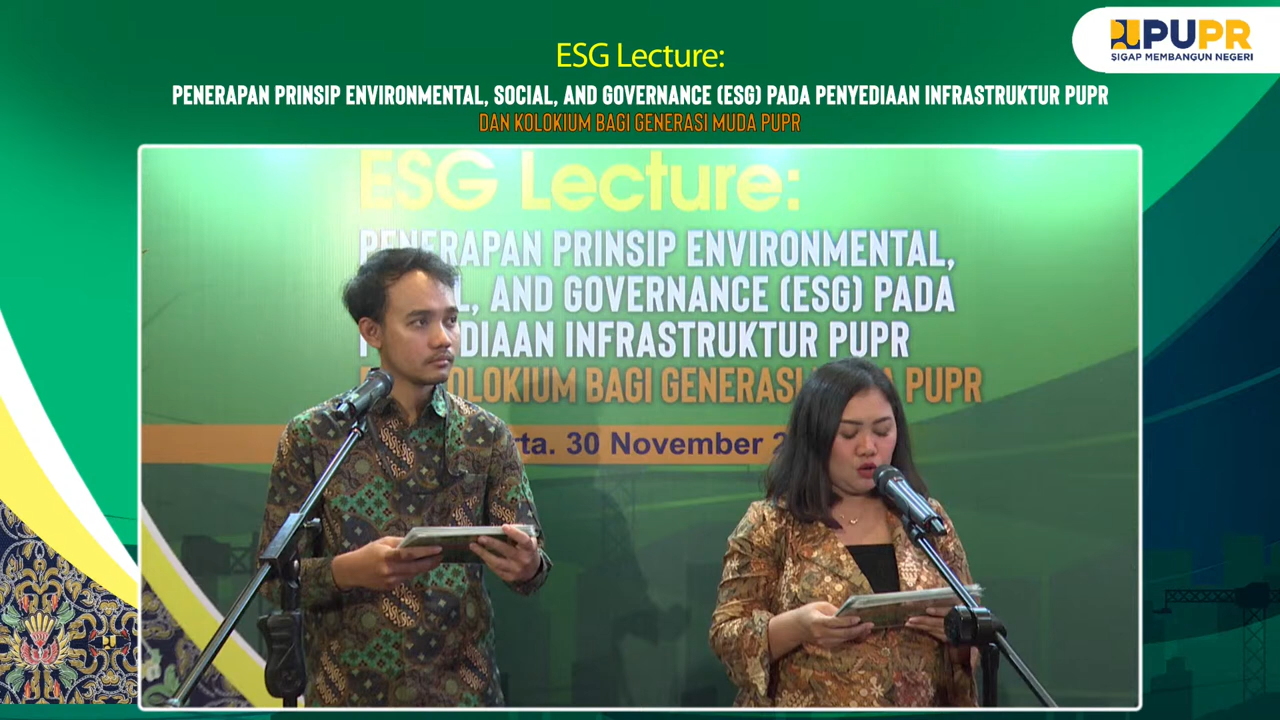 PUPR
SIGAP MEMBANGUN NEGERI
ESG Lecture:
PENERAPAN PRINSIP ENVIRONMENTAL, SOCIAL, AND GOVERNANCE (ESG) PADA PENYEDIAAN INFRASTRUKTUR PUPR
DAN KOLOKIUM BAGI GENERASI MUDA PUPR
ESG Lecture:
PENERAPAN PRINSIP ENVIRONMENTAL,
AND GOVERNANCE (ESG) PADA
INFRASTRUKTUR PUPR
KOLOKIUM BAGI GENERASI PUPR
30 November